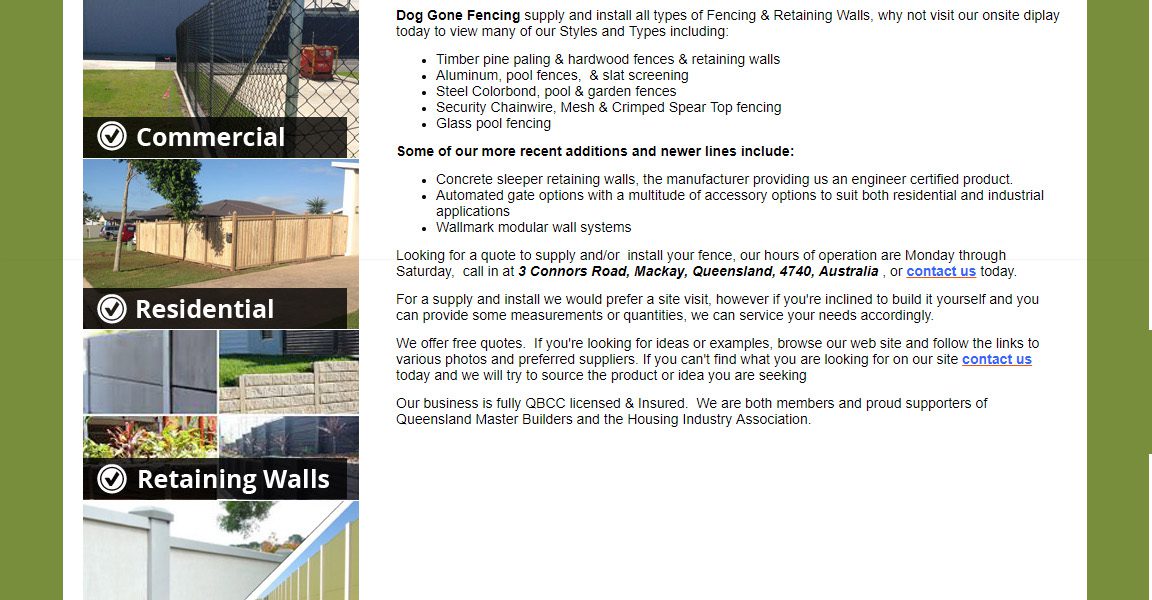 Dog Gone Fencing supply and install all types of Fencing & Retaining Walls, why not visit our onsite diplay
today to view many of our Styles and Types including:
Timber pine paling & hardwood fences & retaining walls
Aluminum, pool fences,  & slat screening
Steel Colorbond, pool & garden fences
Security Chainwire, Mesh & Crimped Spear Top fencing
Glass pool fencing
Some of our more recent additions and newer lines include:
Concrete sleeper retaining walls, the manufacturer providing us an engineer certified product.
Automated gate options with a multitude of accessory options to suit both residential and industrial
applications
Wallmark modular wall systems
Looking for a quote to supply and/or  install your fence, our hours of operation are Monday through
Saturday,  call in at 3 Connors Road, Mackay, Queensland, 4740, Australia , or contact us today.
For a supply and install we would prefer a site visit, however if you're inclined to build it yourself and you
can provide some measurements or quantities, we can service your needs accordingly.
We offer free quotes.  If you're looking for ideas or examples, browse our web site and follow the links to
various photos and preferred suppliers. If you can't find what you are looking for on our site contact us
today and we will try to source the product or idea you are seeking
Our business is fully QBCC licensed & Insured.  We are both members and proud supporters of
Queensland Master Builders and the Housing Industry Association.
Commercial
Residential
Retaining Walls